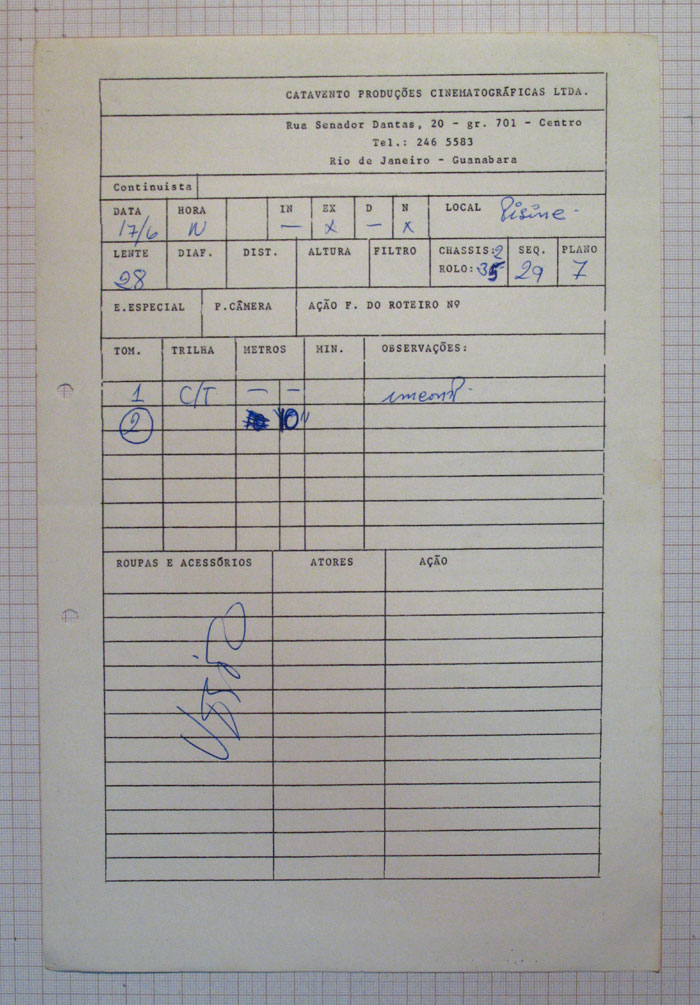 CATAVENTO PRODUÇÕES CINEMATOGRÁFICAS LTDA.
Rua Senador Dantas, 20 - gr. 701 - Centro
Tel.: 246 5583
Rio de Janeiro - Guanabara
Continuista
DATA HORA IN EX D N LOCAL
17/6 N — X — X
LENTE DIAF. DIST. ALTURA FILTRO CHASSIS: 2 SEQ. PLANO
28 ROLO: 35 29 7
E.ESPECIAL P.CÂMERA AÇÃO F. DO ROTEIRO Nº
TOM. TRILHA METROS MIN. OBSERVAÇÕES:
1 C/T — —
2 10
ROUPAS E ACESSÓRIOS ATORES AÇÃO